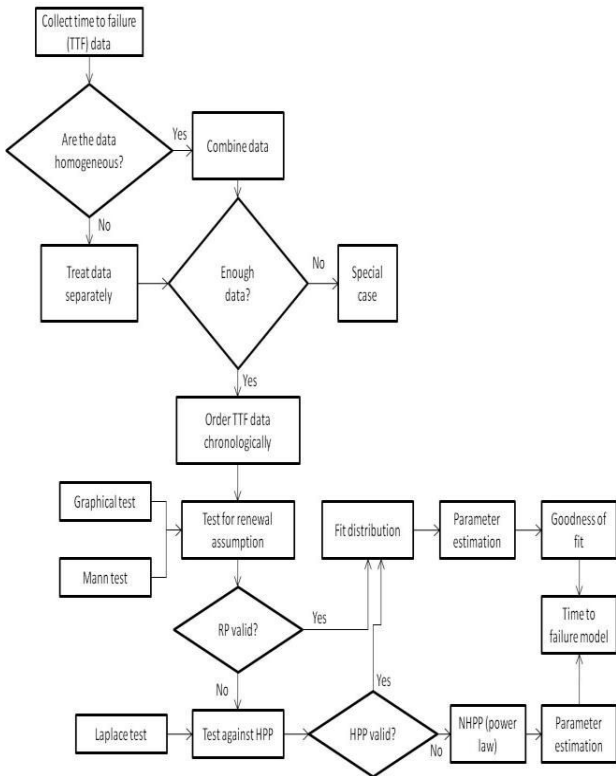 Collect time to failure
(TTF) data
Are the data
homogeneous?
Yes
Combine data
No
Treat data
separately
Enough
data?
No
Special
case
Yes
Order TTF data
chronologically
Graphical test
Mann test
Test for renewal
assumption
Fit distribution
Parameter
estimation
Goodness of
fit
RP valid?
Yes
Time to
failure model
No
Yes
Laplace test
Test against HPP
HPP valid?
No
NHPP (power
law)
Parameter
estimation